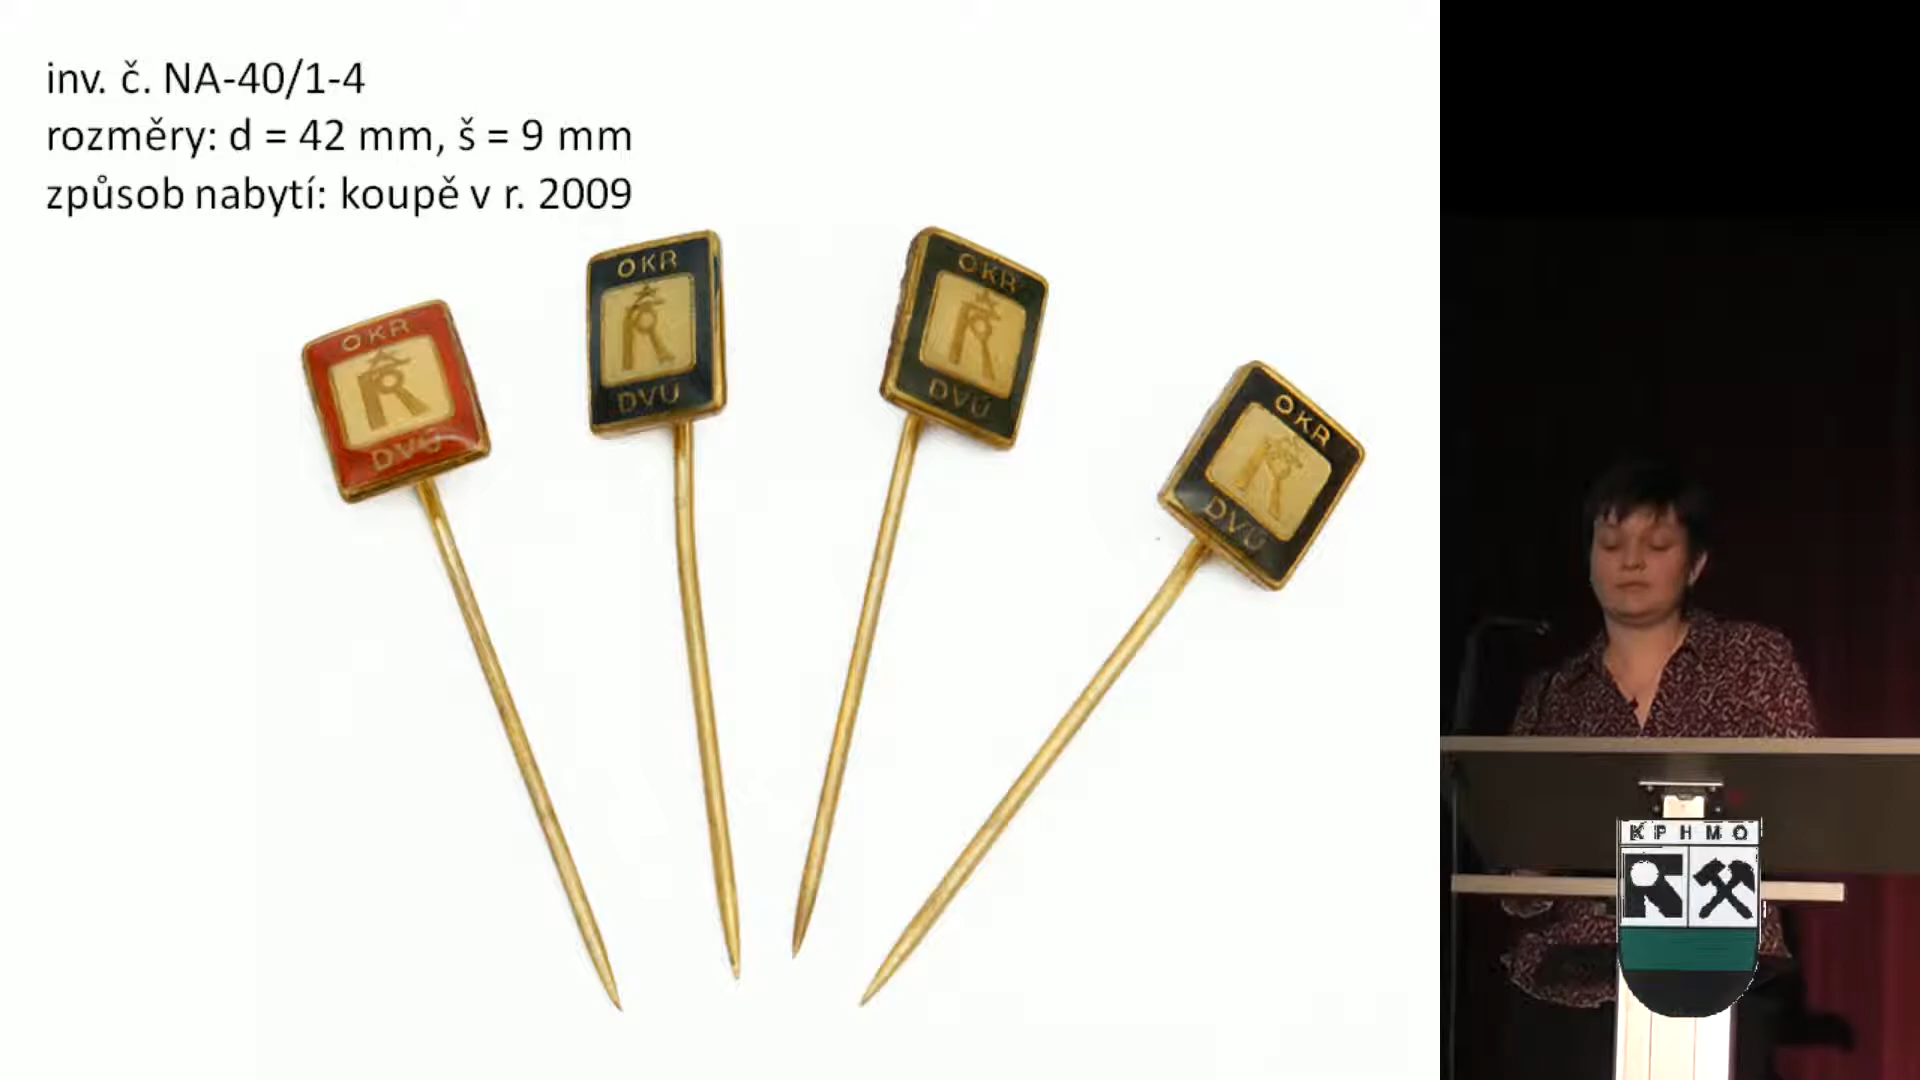 inv. č. NA-40/1-4
rozměry: d = 42 mm, š = 9 mm
způsob nabytí: koupě v r. 2009
OKR
DVÚ
OKR
DVÚ
OKR
DVÚ
OKR
DVÚ
KPHMO